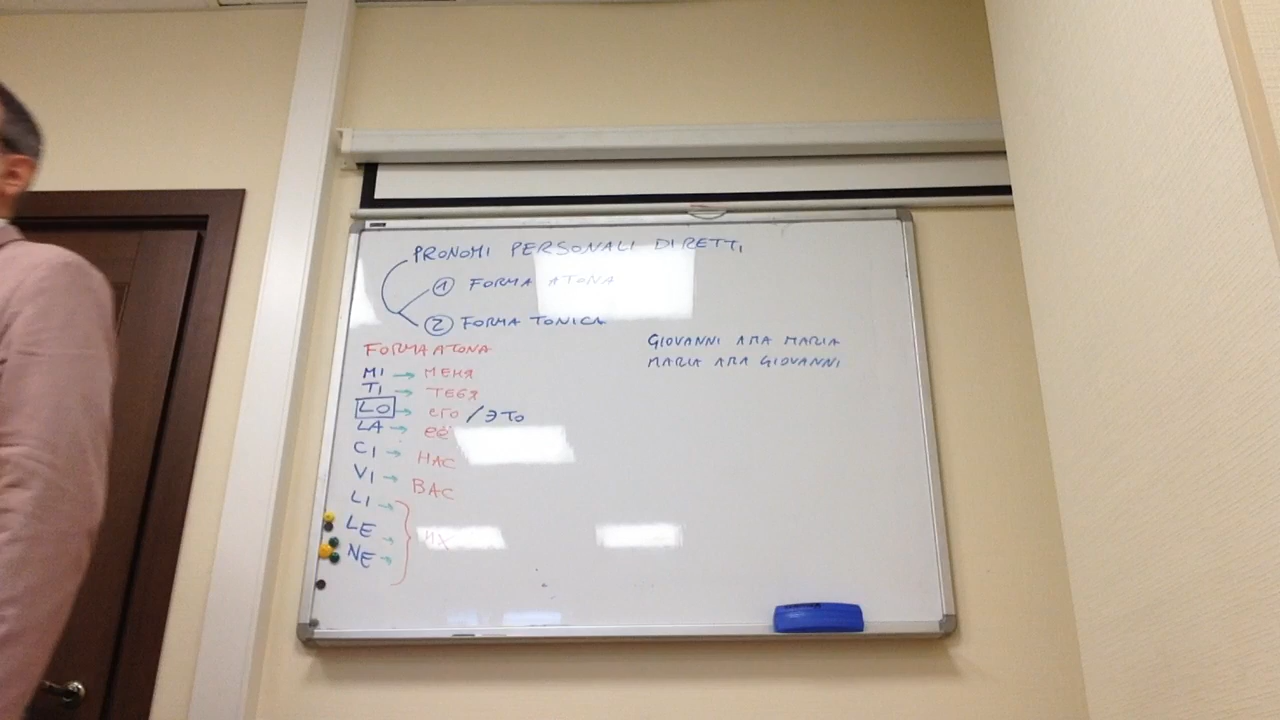 PRONOMI PERSONALI DIRETTI
1 FORMA ATONA
2 FORMA TONICA
FORMA ATONA
MI → МЕНЯ
TI → ТЕБЯ
LO → его / ЭТО
LA → её
CI → НАС
VI → ВАС
LI →
LE → ИХ
NE →
GIOVANNI AMA MARIA
MARIA AMA GIOVANNI